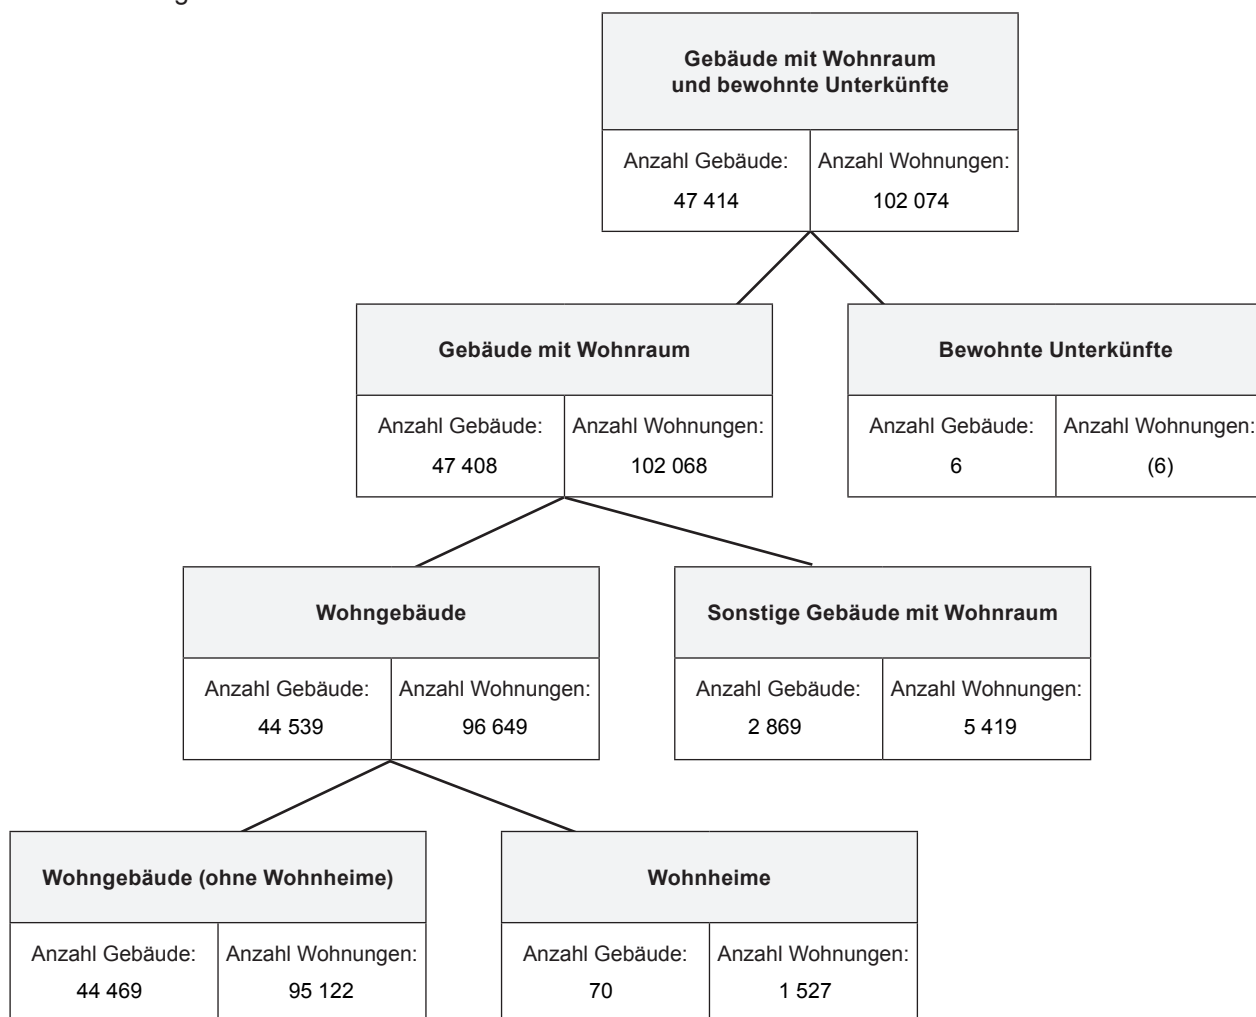 Gebäude mit Wohnraum
und bewohnte Unterkünfte
Anzahl Gebäude: Anzahl Wohnungen:
47 414 102 074
Gebäude mit Wohnraum Bewohnte Unterkünfte
Anzahl Gebäude: Anzahl Wohnungen: Anzahl Gebäude: Anzahl Wohnungen:
47 408 102 068 6 (6)
Wohngebäude Sonstige Gebäude mit Wohnraum
Anzahl Gebäude: Anzahl Wohnungen: Anzahl Gebäude: Anzahl Wohnungen:
44 539 96 649 2 869 5 419
Wohngebäude (ohne Wohnheime) Wohnheime
Anzahl Gebäude: Anzahl Wohnungen: Anzahl Gebäude: Anzahl Wohnungen:
44 469 95 122 70 1 527